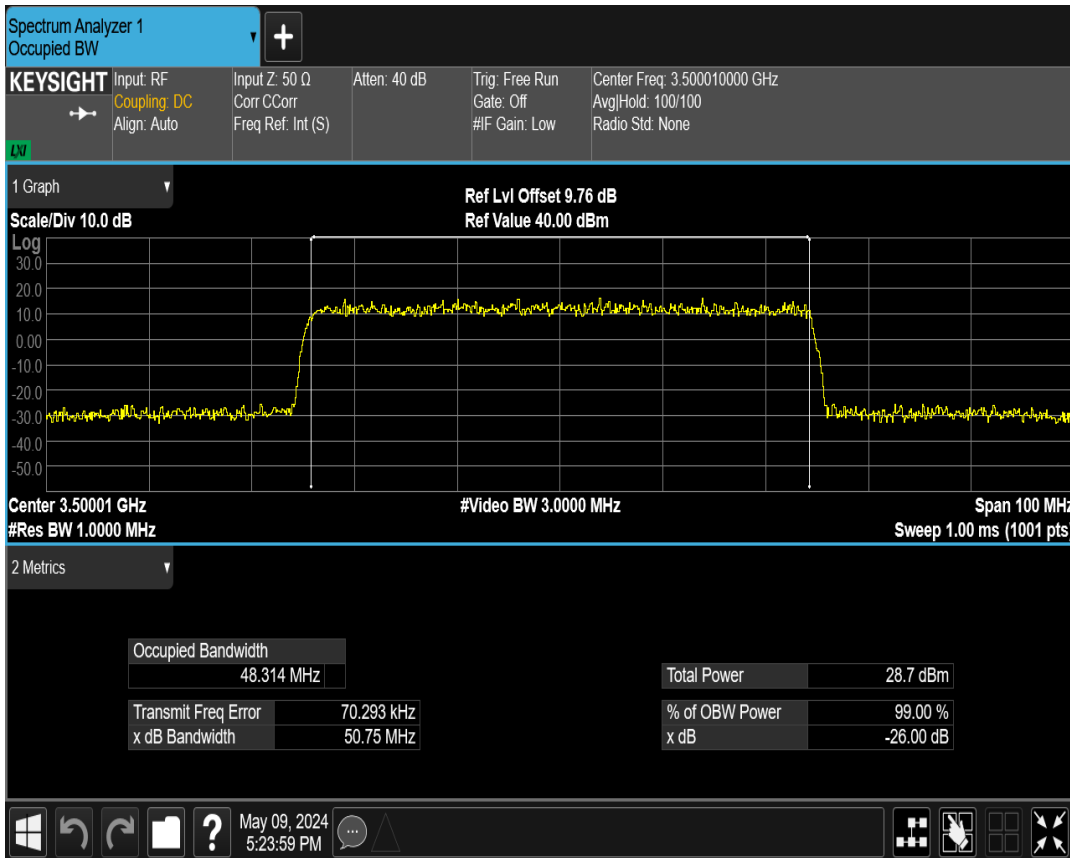 Spectrum Analyzer 1
Occupied BW
+
KEYSIGHT
LXI
Input: RF
Coupling: DC
Align: Auto
Input Z: 50 Ω
Corr CCorr
Freq Ref: Int (S)
Atten: 40 dB
Trig: Free Run
Gate: Off
#IF Gain: Low
Center Freq: 3.500010000 GHz
Avg|Hold: 100/100
Radio Std: None
1 Graph
Scale/Div 10.0 dB
Ref Lvl Offset 9.76 dB
Ref Value 40.00 dBm
Log
30.0
20.0
10.0
0.00
-10.0
-20.0
-30.0
-40.0
-50.0
Center 3.50001 GHz
#Video BW 3.0000 MHz
Span 100 MHz
#Res BW 1.0000 MHz
Sweep 1.00 ms (1001 pts)
2 Metrics
Occupied Bandwidth
48.314 MHz
Total Power 28.7 dBm
Transmit Freq Error 70.293 kHz
% of OBW Power 99.00 %
x dB Bandwidth 50.75 MHz
x dB -26.00 dB
?
May 09, 2024
5:23:59 PM